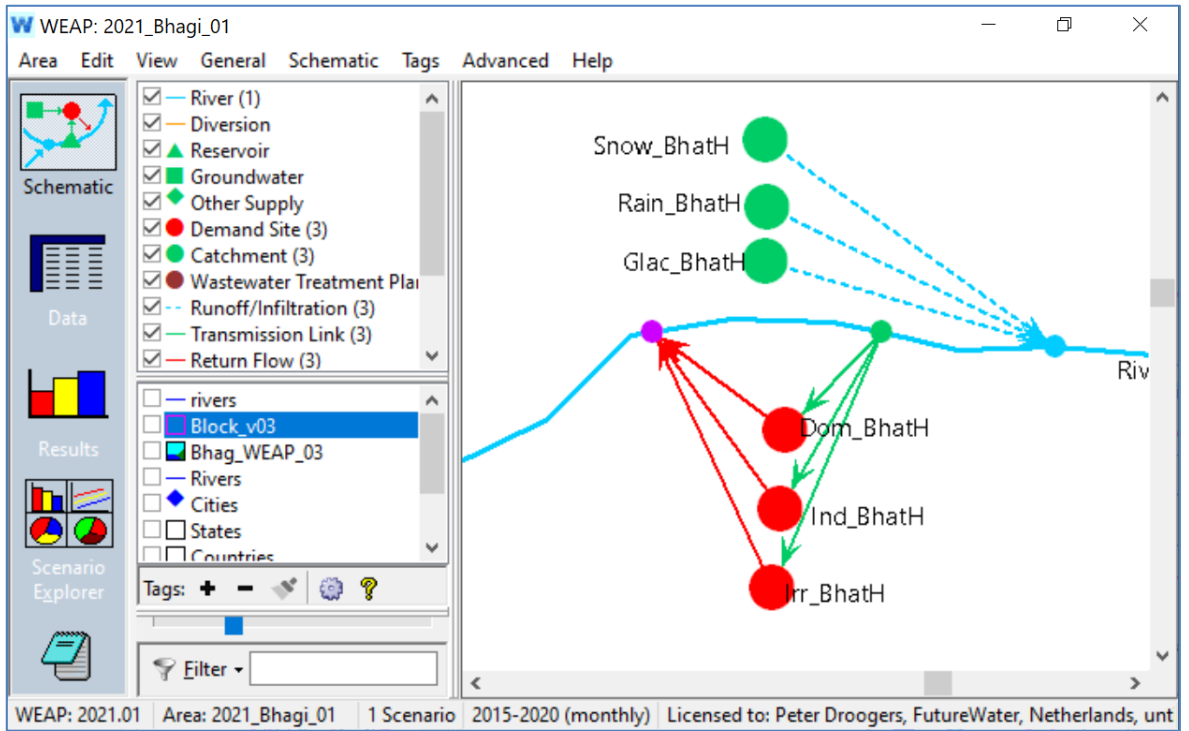 WEAP: 2021_Bhagi_01
Area Edit View General Schematic Tags Advanced Help
Schematic
Data
Results
Scenario
Explorer
River (1)
Diversion
Reservoir
Groundwater
Other Supply
Demand Site (3)
Catchment (3)
Wastewater Treatment Plan
Runoff/Infiltration (3)
Transmission Link (3)
Return Flow (3)
rivers
Block_v03
Bhag_WEAP_03
Rivers
Cities
States
Countries
Tags:
Filter
Snow_BhatH
Rain_BhatH
Glac_BhatH
Riv
Dom_BhatH
Ind_BhatH
Irr_BhatH
WEAP: 2021.01 Area: 2021_Bhagi_01 1 Scenario 2015-2020 (monthly) Licensed to: Peter Droogers, FutureWater, Netherlands, unt